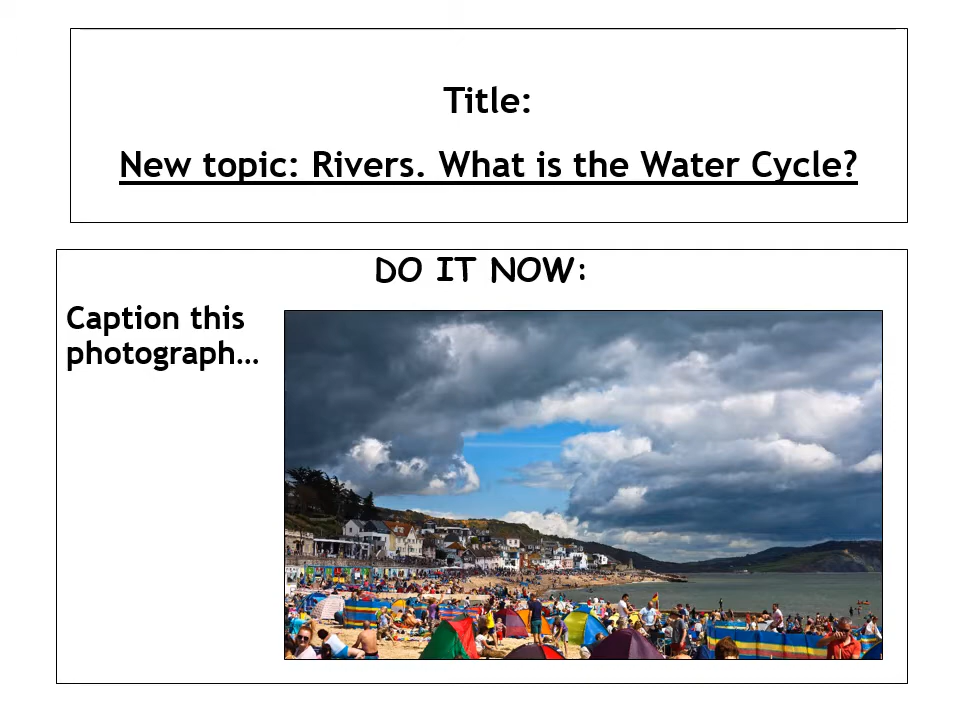 Title:
New topic: Rivers. What is the Water Cycle?
DO IT NOW:
Caption this
photograph…